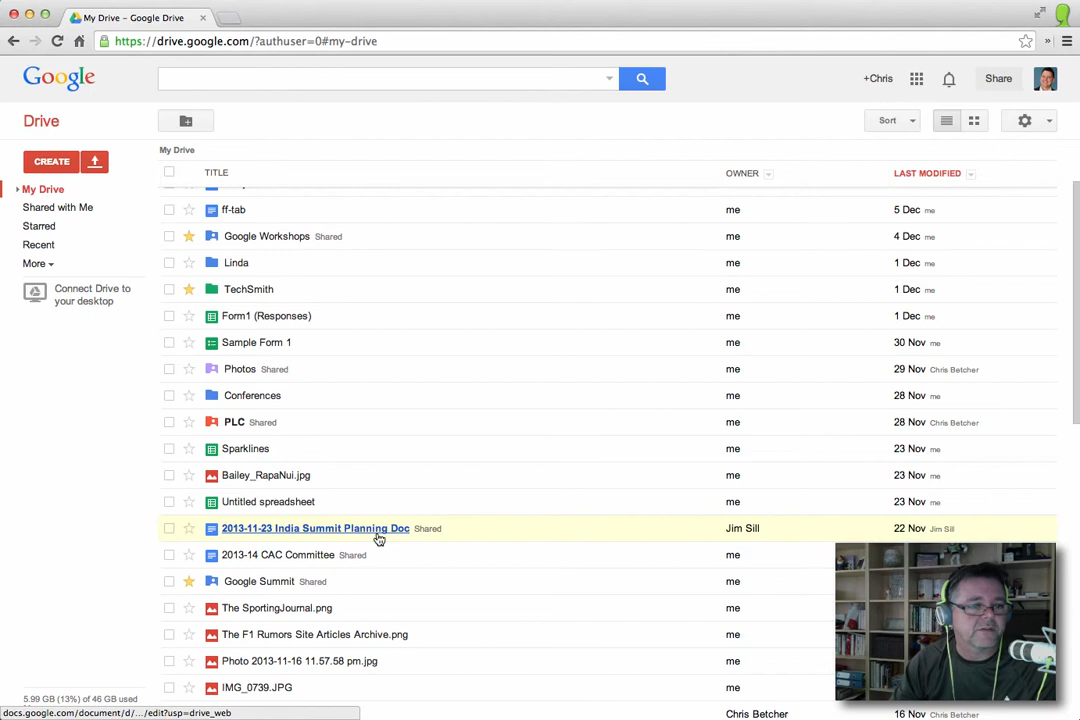 My Drive – Google Drive
https://drive.google.com/?authuser=0#my-drive
Google
+Chris
Share
Drive
Sort
My Drive
CREATE
TITLE
OWNER
LAST MODIFIED
My Drive
Shared with Me
Starred
Recent
More
Connect Drive to
your desktop
ff-tab me 5 Dec me
Google Workshops Shared me 4 Dec me
Linda me 1 Dec me
TechSmith me 1 Dec me
Form1 (Responses) me 1 Dec me
Sample Form 1 me 30 Nov me
Photos Shared me 29 Nov Chris Betcher
Conferences me 28 Nov me
PLC Shared me 28 Nov Chris Betcher
Sparklines me 23 Nov me
Bailey_RapaNui.jpg me 23 Nov me
Untitled spreadsheet me 23 Nov me
2013-11-23 India Summit Planning Doc Shared Jim Sill 22 Nov Jim Sill
2013-14 CAC Committee Shared me
Google Summit Shared me
The SportingJournal.png me
The F1 Rumors Site Articles Archive.png me
Photo 2013-11-16 11.57.58 pm.jpg me
IMG_0739.JPG me
5.99 GB (13%) of 46 GB used
docs.google.com/document/d/…/edit?usp=drive_web
Chris Betcher 16 Nov Chris Betcher